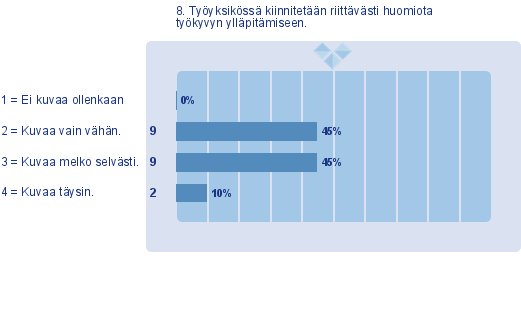 8. Työyksikössä kiinnitetään riittävästi huomiota
työkyvyn ylläpitämiseen.
1 = Ei kuvaa ollenkaan 0%
2 = Kuvaa vain vähän. 9 45%
3 = Kuvaa melko selvästi. 9 45%
4 = Kuvaa täysin. 2 10%